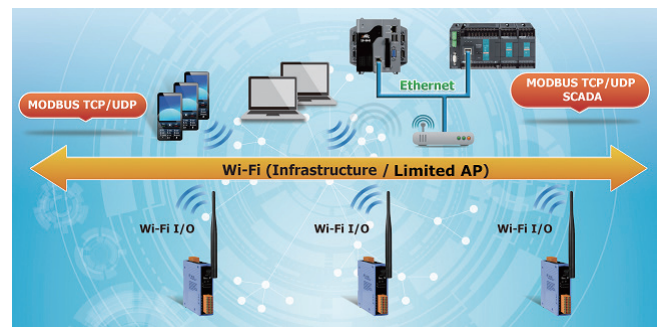 Ethernet
MODBUS TCP/UDP
MODBUS TCP/UDP
SCADA
Wi-Fi (Infrastructure / Limited AP)
Wi-Fi I/O
Wi-Fi I/O
Wi-Fi I/O